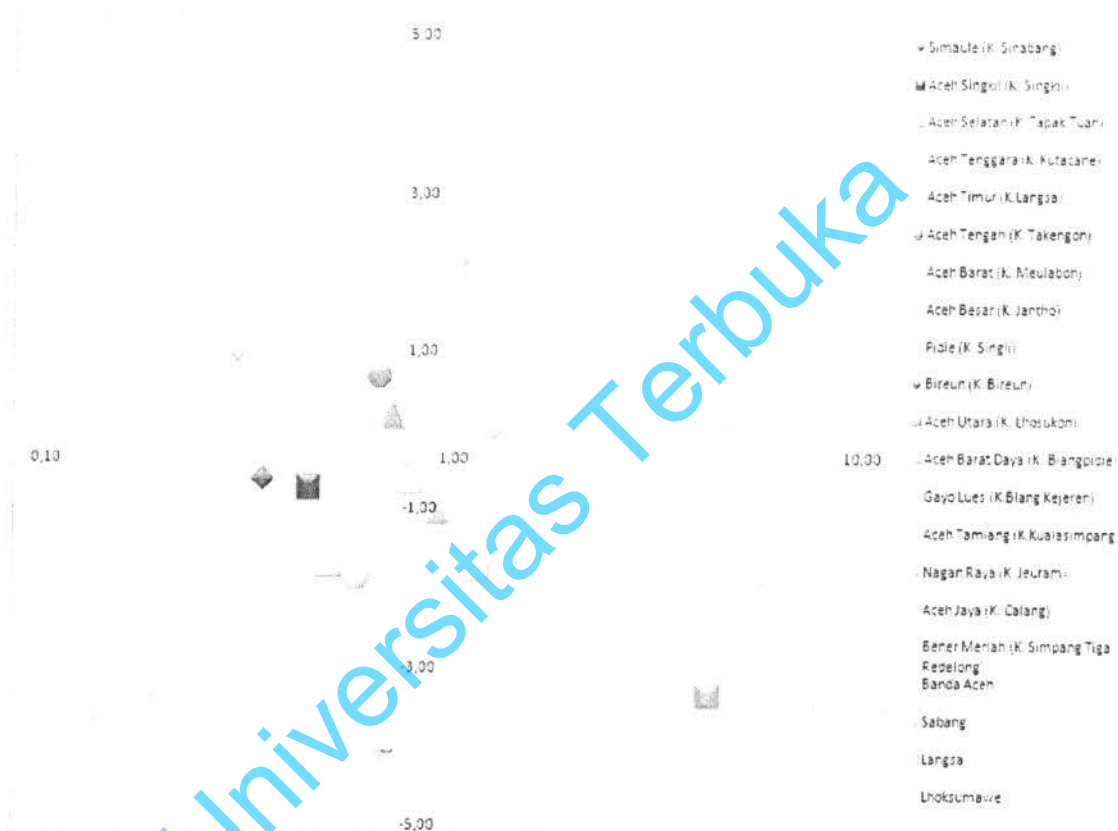 5,00
3,00
1,00
0,10
1,00
10,00
-1,00
-3,00
-5,00
Simeulue (K. Sinabang)
Aceh Singkil (K. Singkil)
Aceh Selatan (K. Tapak Tuan)
Aceh Tenggara (K. Kutacane)
Aceh Timur (K.Langsa)
Aceh Tengah (K. Takengon)
Aceh Barat (K. Meulaboh)
Aceh Besar (K. Jantho)
Pidie (K. Singli)
Bireun (K. Bireun)
Aceh Utara (K. Lhosukon)
Aceh Barat Daya (K. Blangpidie)
Gayo Lues (K.Blang Kejeren)
Aceh Tamiang (K.Kualasimpang
Nagan Raya (K. Jeuram)
Aceh Jaya (K. Calang)
Bener Meriah (K. Simpang Tiga
Redelong)
Banda Aceh
Sabang
Langsa
Lhoksumawe
Universitas Terbuka